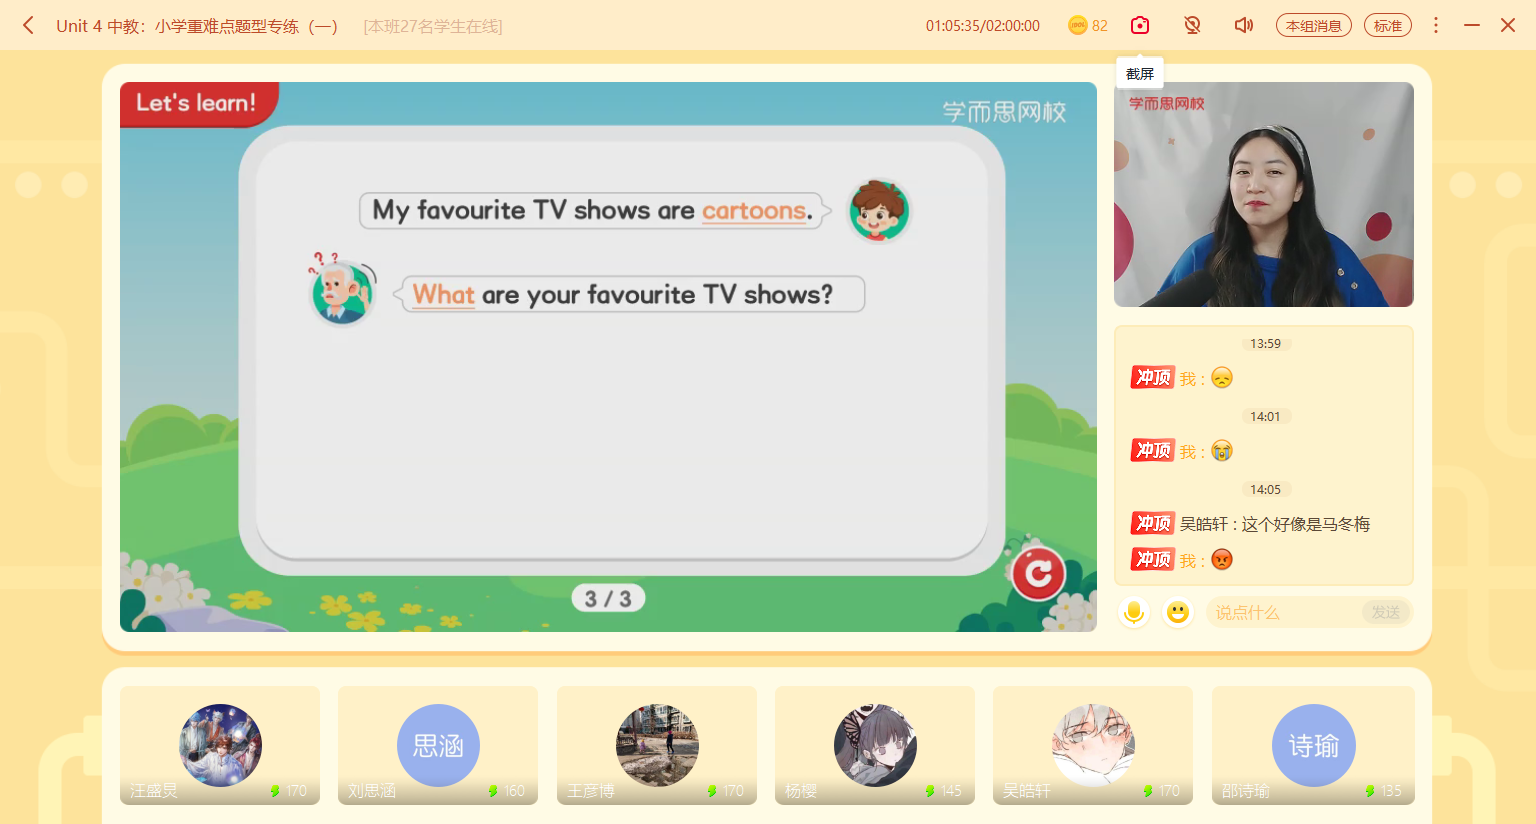 Unit 4 中教：小学重难点题型专练（一） [本班27名学生在线] 01:05:35/02:00:00 82 本组消息 标准
截屏
Let's learn!
学而思网校
学而思网校
My favourite TV shows are cartoons.
What are your favourite TV shows?
3 / 3
13:59
冲顶 我 :
14:01
冲顶 我 :
14:05
冲顶 吴皓轩 : 这个好像是马冬梅
冲顶 我 :
说点什么 发送
思涵
诗瑜
汪盛炅 170
刘思涵 160
王彦博 170
杨樱 145
吴皓轩 170
邵诗瑜 135